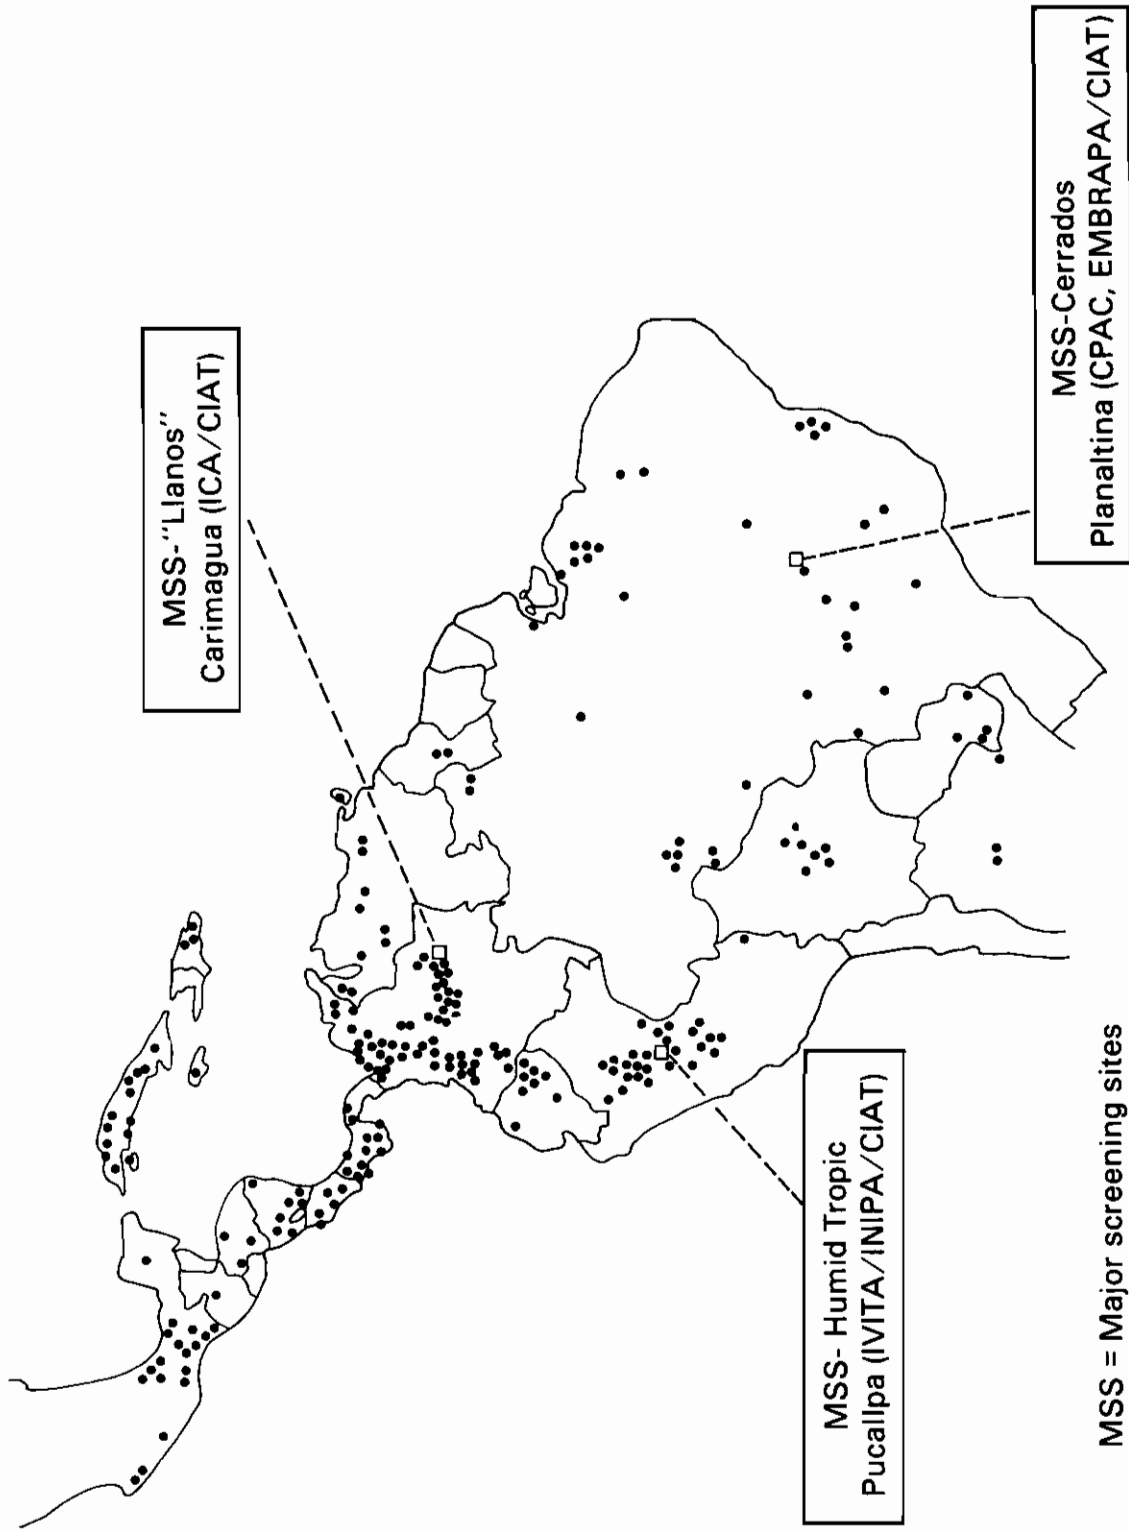 MSS-"Llanos"
Carimagua (ICA/CIAT)
MSS- Humid Tropic
Pucallpa (IVITA/INIPA/CIAT)
MSS-Cerrados
Planaltina (CPAC, EMBRAPA/CIAT)
MSS = Major screening sites